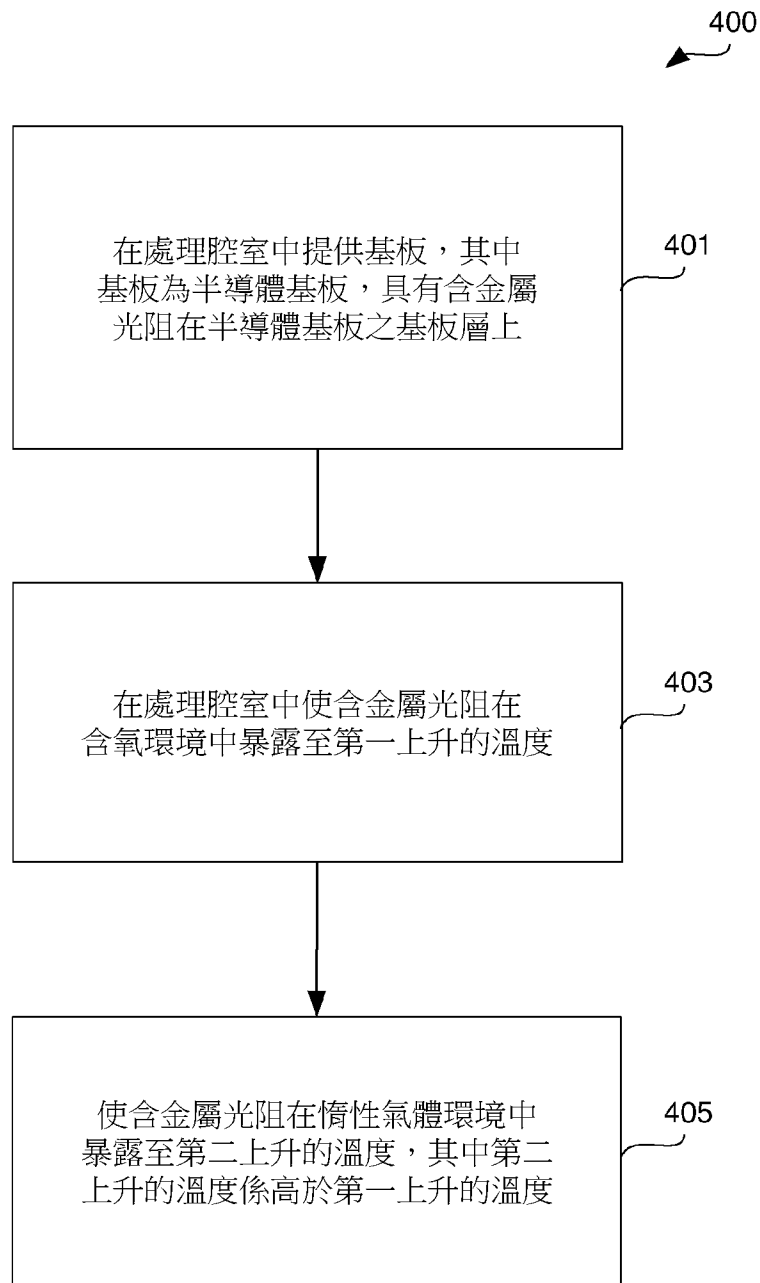 400
在處理腔室中提供基板,其中
基板為半導體基板,具有含金屬
光阻在半導體基板之基板層上
401
在處理腔室中使含金屬光阻在
含氧環境中暴露至第一上升的溫度
403
使含金屬光阻在惰性氣體環境中
暴露至第二上升的溫度,其中第二
上升的溫度係高於第一上升的溫度
405